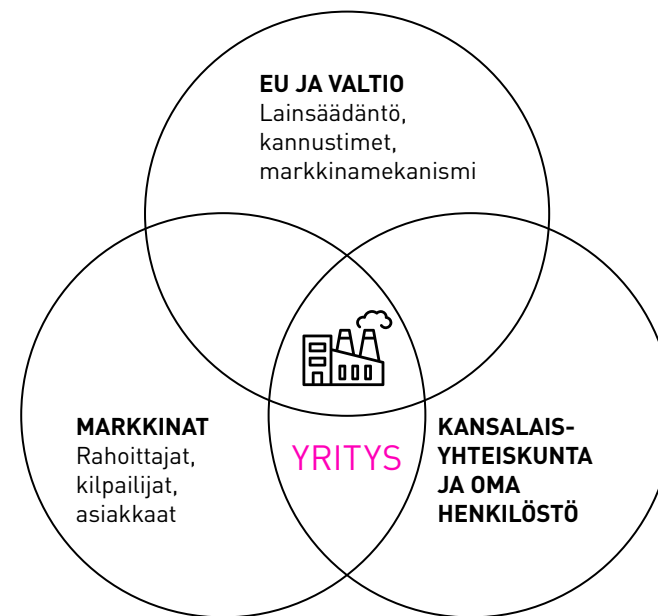 EU JA VALTIO
Lainsäädäntö,
kannustimet,
markkinamekanismi
MARKKINAT
Rahoittajat,
kilpailijat,
asiakkaat
YRITYS
KANSALAIS-
YHTEISKUNTA
JA OMA
HENKILÖSTÖ